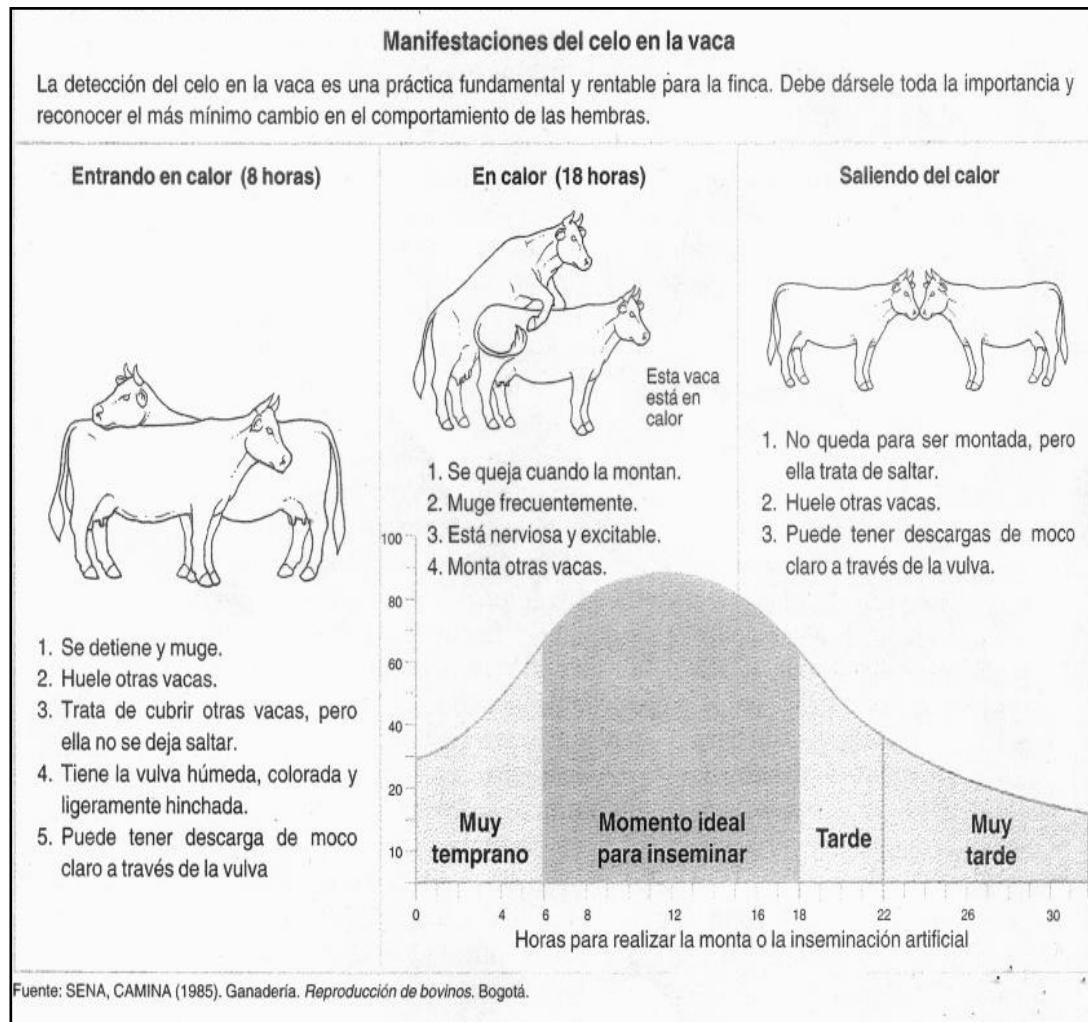 Manifestaciones del celo en la vaca
La detección del celo en la vaca es una práctica fundamental y rentable para la finca. Debe dársele toda la importancia y
reconocer el más mínimo cambio en el comportamiento de las hembras.
Entrando en calor (8 horas)
1. Se detiene y muge.
2. Huele otras vacas.
3. Trata de cubrir otras vacas, pero
ella no se deja saltar.
4. Tiene la vulva húmeda, colorada y
ligeramente hinchada.
5. Puede tener descarga de moco
claro a través de la vulva
En calor (18 horas)
Esta vaca
está en
calor
1. Se queja cuando la montan.
2. Muge frecuentemente.
3. Está nerviosa y excitable.
4. Monta otras vacas.
Saliendo del calor
1. No queda para ser montada, pero
ella trata de saltar.
2. Huele otras vacas.
3. Puede tener descargas de moco
claro a través de la vulva.
100
80
60
40
20
10
Muy
temprano
Momento ideal
para inseminar
Tarde
Muy
tarde
0 4 6 8 12 16 18 22 26 30
Horas para realizar la monta o la inseminación artificial
Fuente: SENA, CAMINA (1985). Ganadería. Reproducción de bovinos. Bogotá.